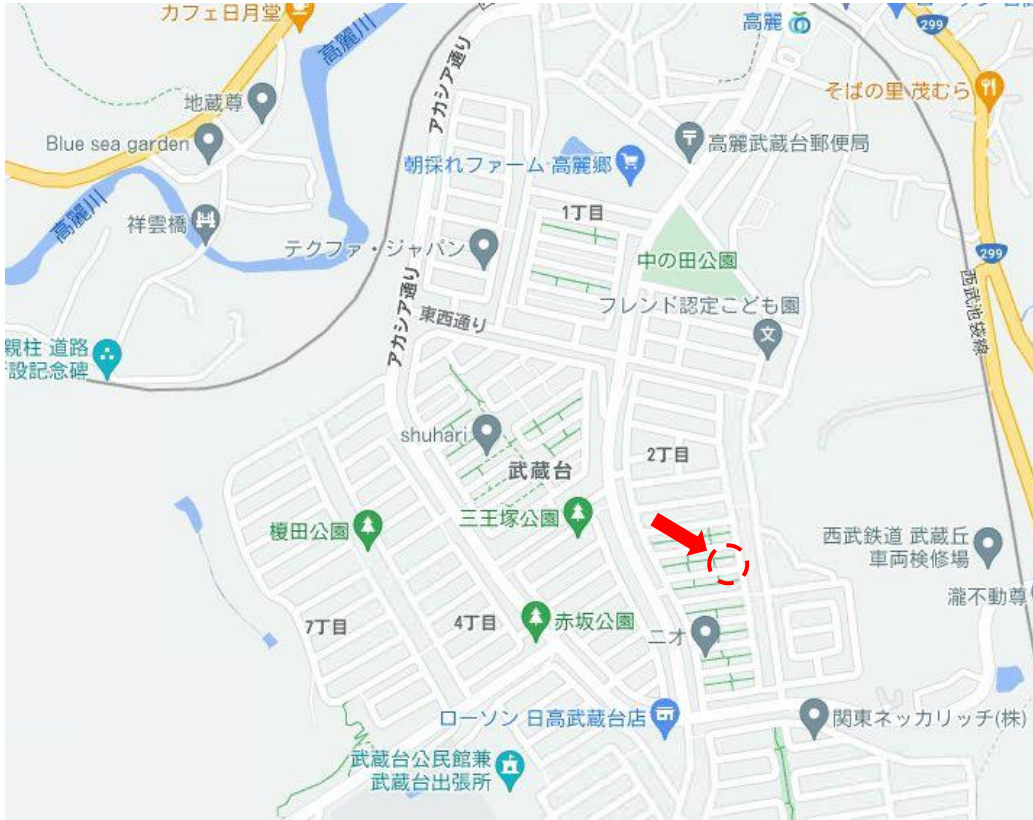 カフェ日月堂
高麗川
アカシア通り
高麗
299
地蔵尊
そばの里 茂むら
Blue sea garden
高麗武蔵台郵便局
朝採れファーム 高麗郷
高麗川
祥雲橋
1丁目
テクファ・ジャパン
中の田公園
299
アカシア通り
東西通り
フレンド認定こども園
西武池袋線
親柱 道路
設記念碑
shuhari
武蔵台
2丁目
榎田公園
三王塚公園
西武鉄道 武蔵丘
車両検修場
瀧不動尊
7丁目
4丁目
赤坂公園
ニオ
ローソン 日高武蔵台店
関東ネッカリッチ(株)
武蔵台公民館兼
武蔵台出張所